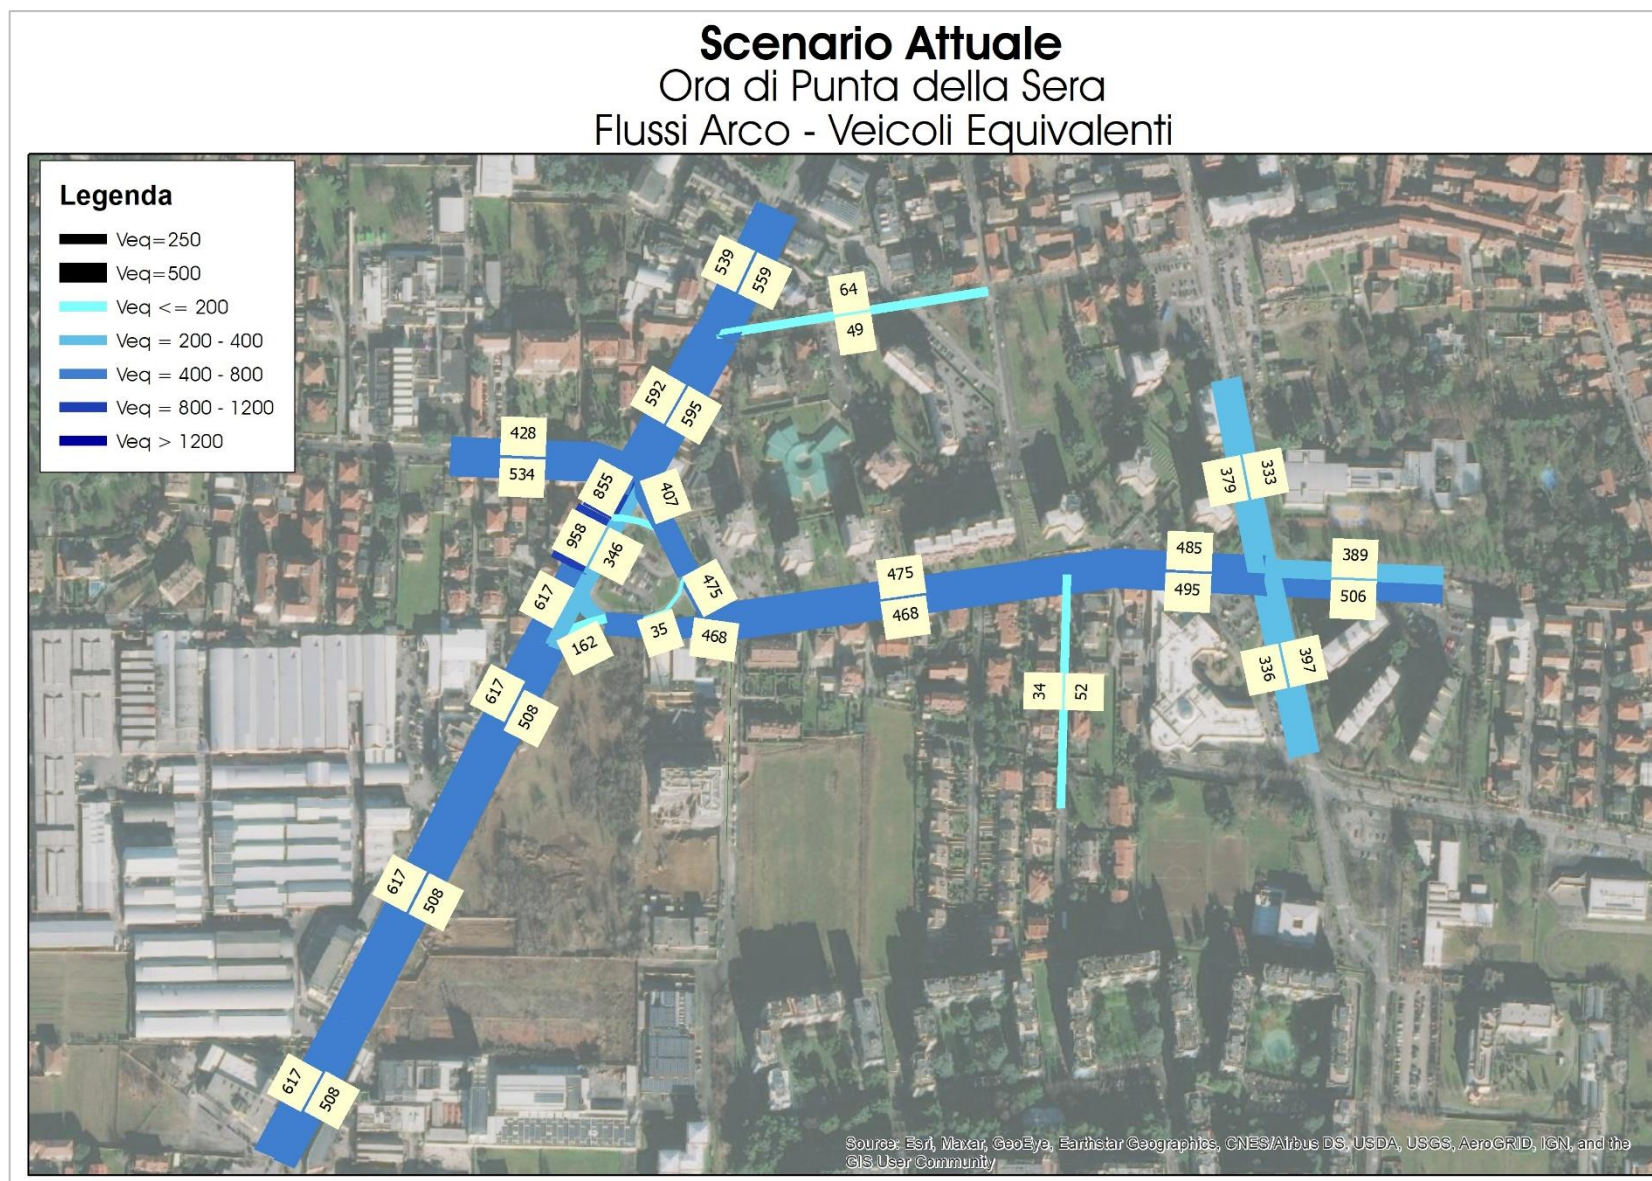 Scenario Attuale
Ora di Punta della Sera
Flussi Arco - Veicoli Equivalenti
Legenda
Veq=250
Veq=500
Veq <= 200
Veq = 200 - 400
Veq = 400 - 800
Veq = 800 - 1200
Veq > 1200
539
559
64
49
592
595
428
534
855
407
379
333
958
346
485
495
389
506
475
468
617
475
162
35
468
336
397
34
52
617
508
617
508
617
508
Source: Esri, Maxar, GeoEye, Earthstar Geographics, CNES/Airbus DS, USDA, USGS, AeroGRID, IGN, and the
GIS User Community